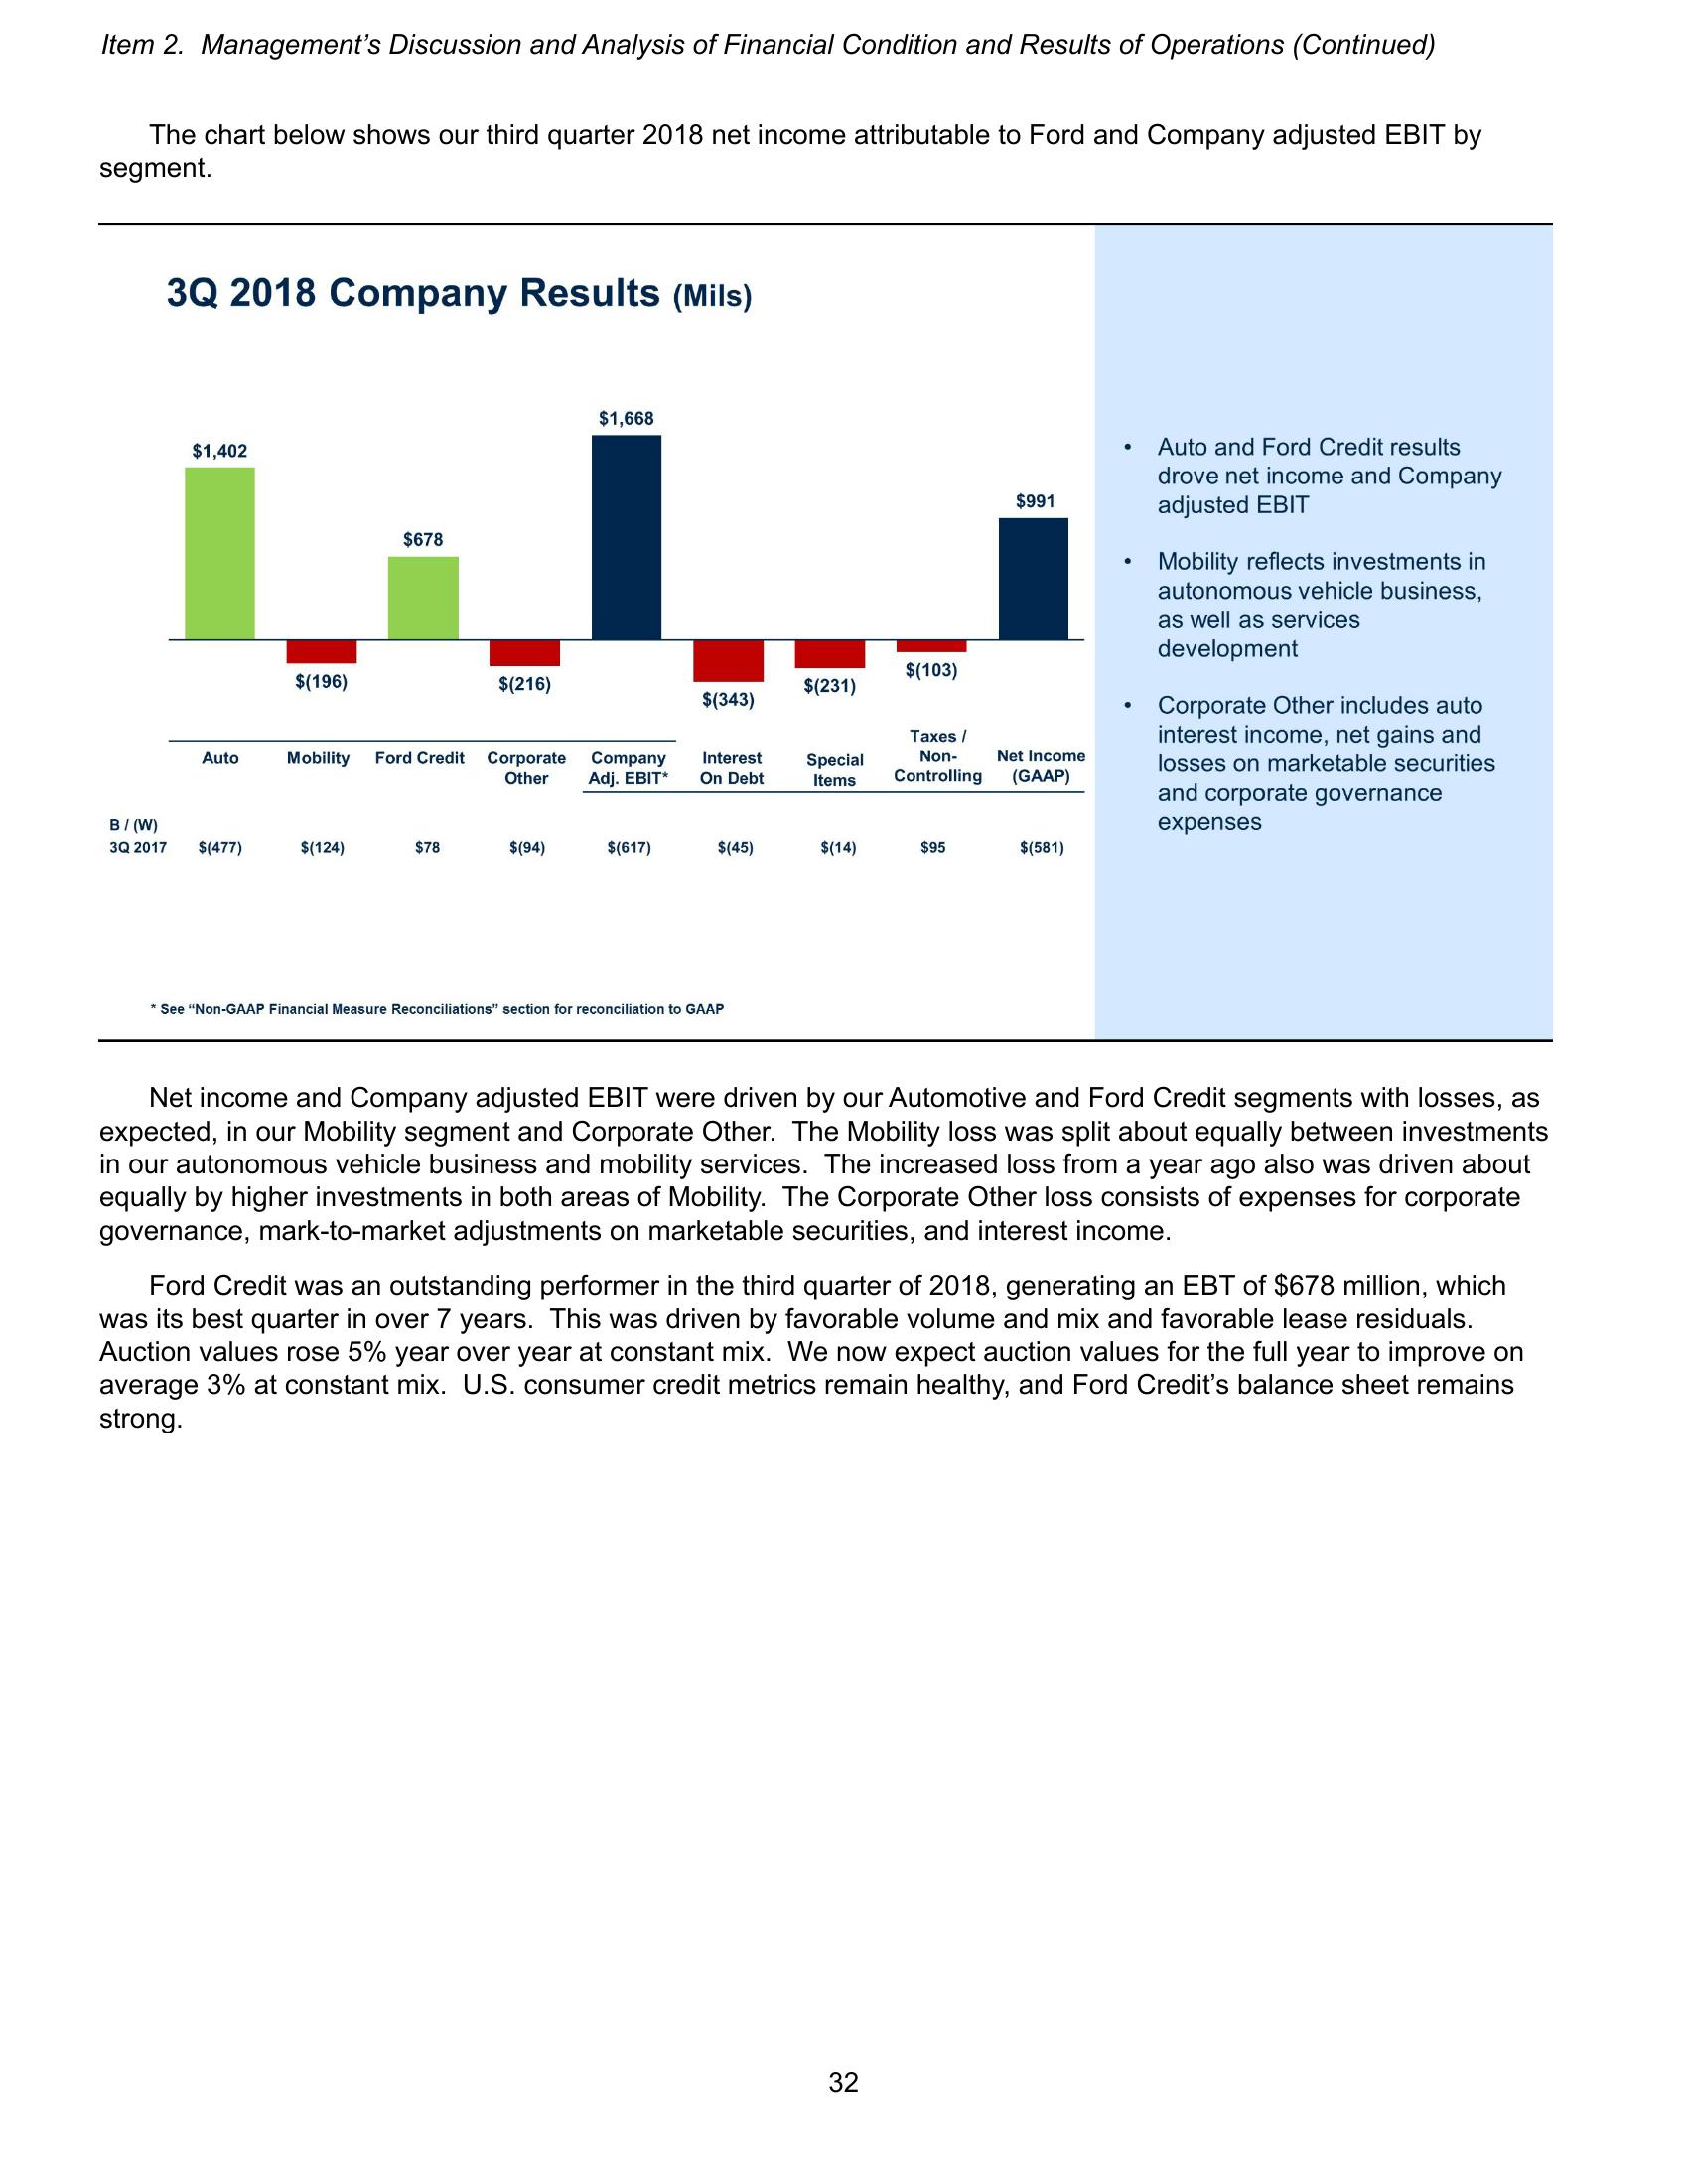 Item 2. Management’s Discussion and Analysis of Financial Condition and Results of Operations (Continued)
The chart below shows our third quarter 2018 net income attributable to Ford and Company adjusted EBIT by
segment.
3Q 2018 Company Results (Mils)
$1,402
$(196)
$678
$(216)
$1,668
$(343)
$(231)
$(103)
$991
Auto
Mobility
Ford Credit
Corporate
Other
Company
Adj. EBIT*
Interest
On Debt
Special
Items
Taxes /
Non-
Controlling
Net Income
(GAAP)
B / (W)
3Q 2017 $(477) $(124) $78 $(94) $(617) $(45) $(14) $95 $(581)
* See “Non-GAAP Financial Measure Reconciliations” section for reconciliation to GAAP
• Auto and Ford Credit results
drove net income and Company
adjusted EBIT
• Mobility reflects investments in
autonomous vehicle business,
as well as services
development
• Corporate Other includes auto
interest income, net gains and
losses on marketable securities
and corporate governance
expenses
Net income and Company adjusted EBIT were driven by our Automotive and Ford Credit segments with losses, as
expected, in our Mobility segment and Corporate Other. The Mobility loss was split about equally between investments
in our autonomous vehicle business and mobility services. The increased loss from a year ago also was driven about
equally by higher investments in both areas of Mobility. The Corporate Other loss consists of expenses for corporate
governance, mark-to-market adjustments on marketable securities, and interest income.
Ford Credit was an outstanding performer in the third quarter of 2018, generating an EBT of $678 million, which
was its best quarter in over 7 years. This was driven by favorable volume and mix and favorable lease residuals.
Auction values rose 5% year over year at constant mix. We now expect auction values for the full year to improve on
average 3% at constant mix. U.S. consumer credit metrics remain healthy, and Ford Credit’s balance sheet remains
strong.
32